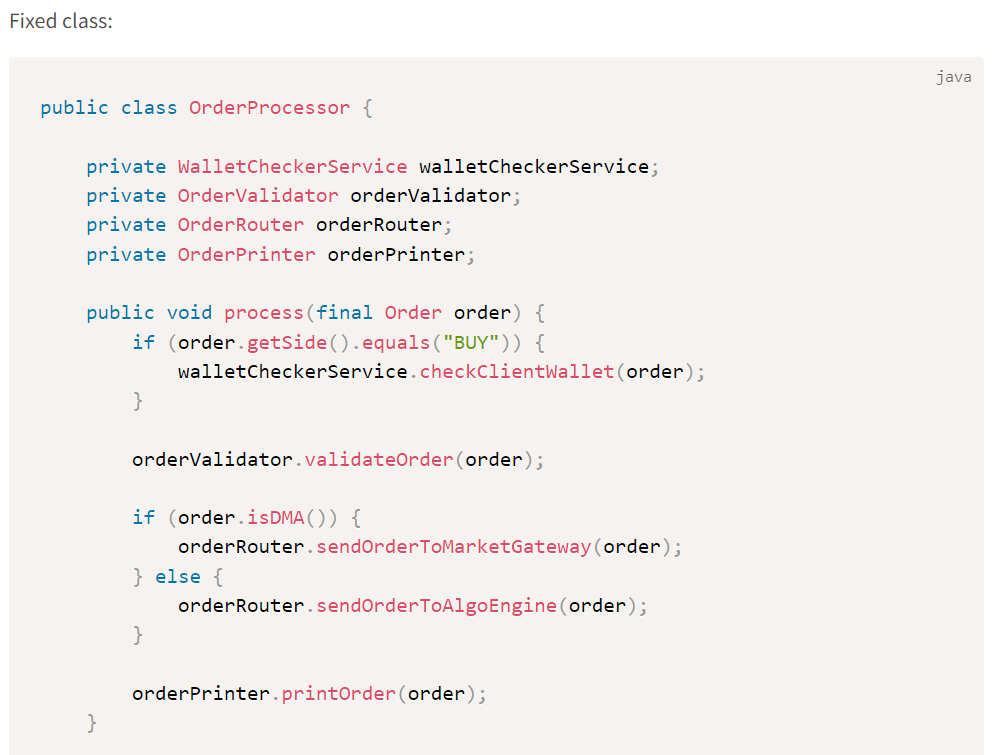 Fixed class:
java
public class OrderProcessor {
    private WalletCheckerService walletCheckerService;
    private OrderValidator orderValidator;
    private OrderRouter orderRouter;
    private OrderPrinter orderPrinter;
    public void process(final Order order) {
        if (order.getSide().equals("BUY")) {
            walletCheckerService.checkClientWallet(order);
        }
        orderValidator.validateOrder(order);
        if (order.isDMA()) {
            orderRouter.sendOrderToMarketGateway(order);
        } else {
            orderRouter.sendOrderToAlgoEngine(order);
        }
        orderPrinter.printOrder(order);
    }